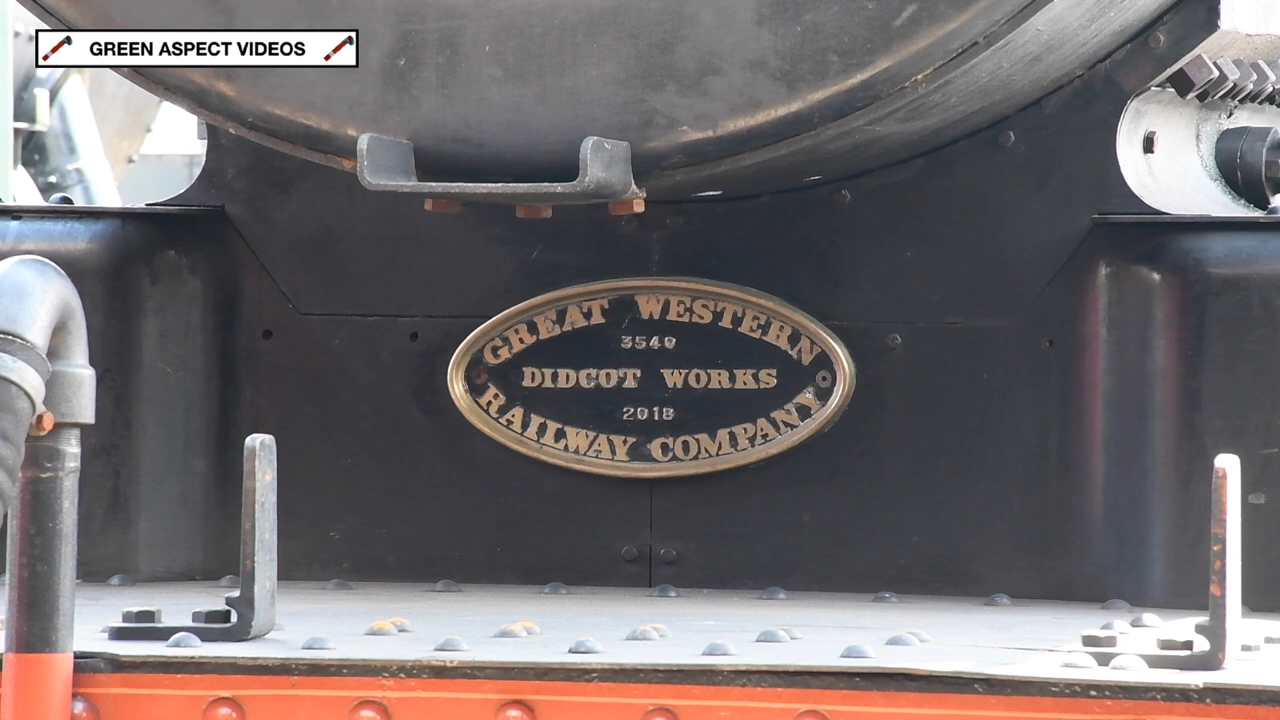 GREEN ASPECT VIDEOS
GREAT WESTERN
3549
DIDCOT WORKS
2018
RAILWAY COMPANY